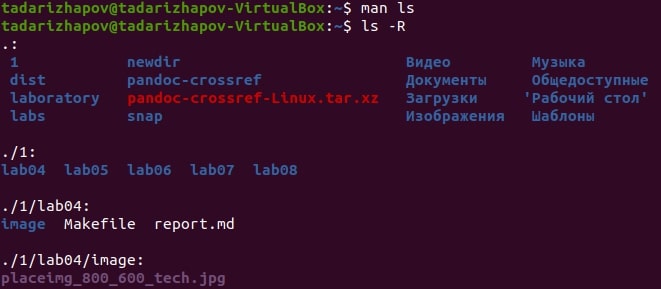 tadarizhapov@tadarizhapov-VirtualBox:~$ man ls
tadarizhapov@tadarizhapov-VirtualBox:~$ ls -R
.:
1 newdir Видео Музыка
dist pandoc-crossref Документы Общедоступные
laboratory pandoc-crossref-Linux.tar.xz Загрузки 'Рабочий стол'
labs snap Изображения Шаблоны
./1:
lab04 lab05 lab06 lab07 lab08
./1/lab04:
image Makefile report.md
./1/lab04/image:
placeimg_800_600_tech.jpg